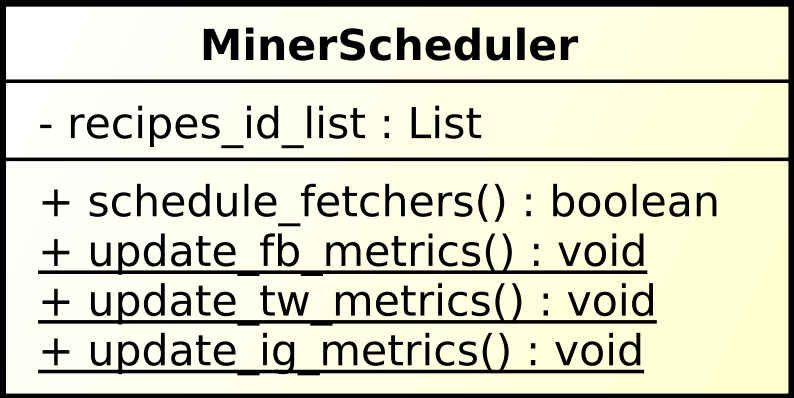 MinerScheduler
- recipes_id_list : List
+ schedule_fetchers() : boolean
+ update_fb_metrics() : void
+ update_tw_metrics() : void
+ update_ig_metrics() : void